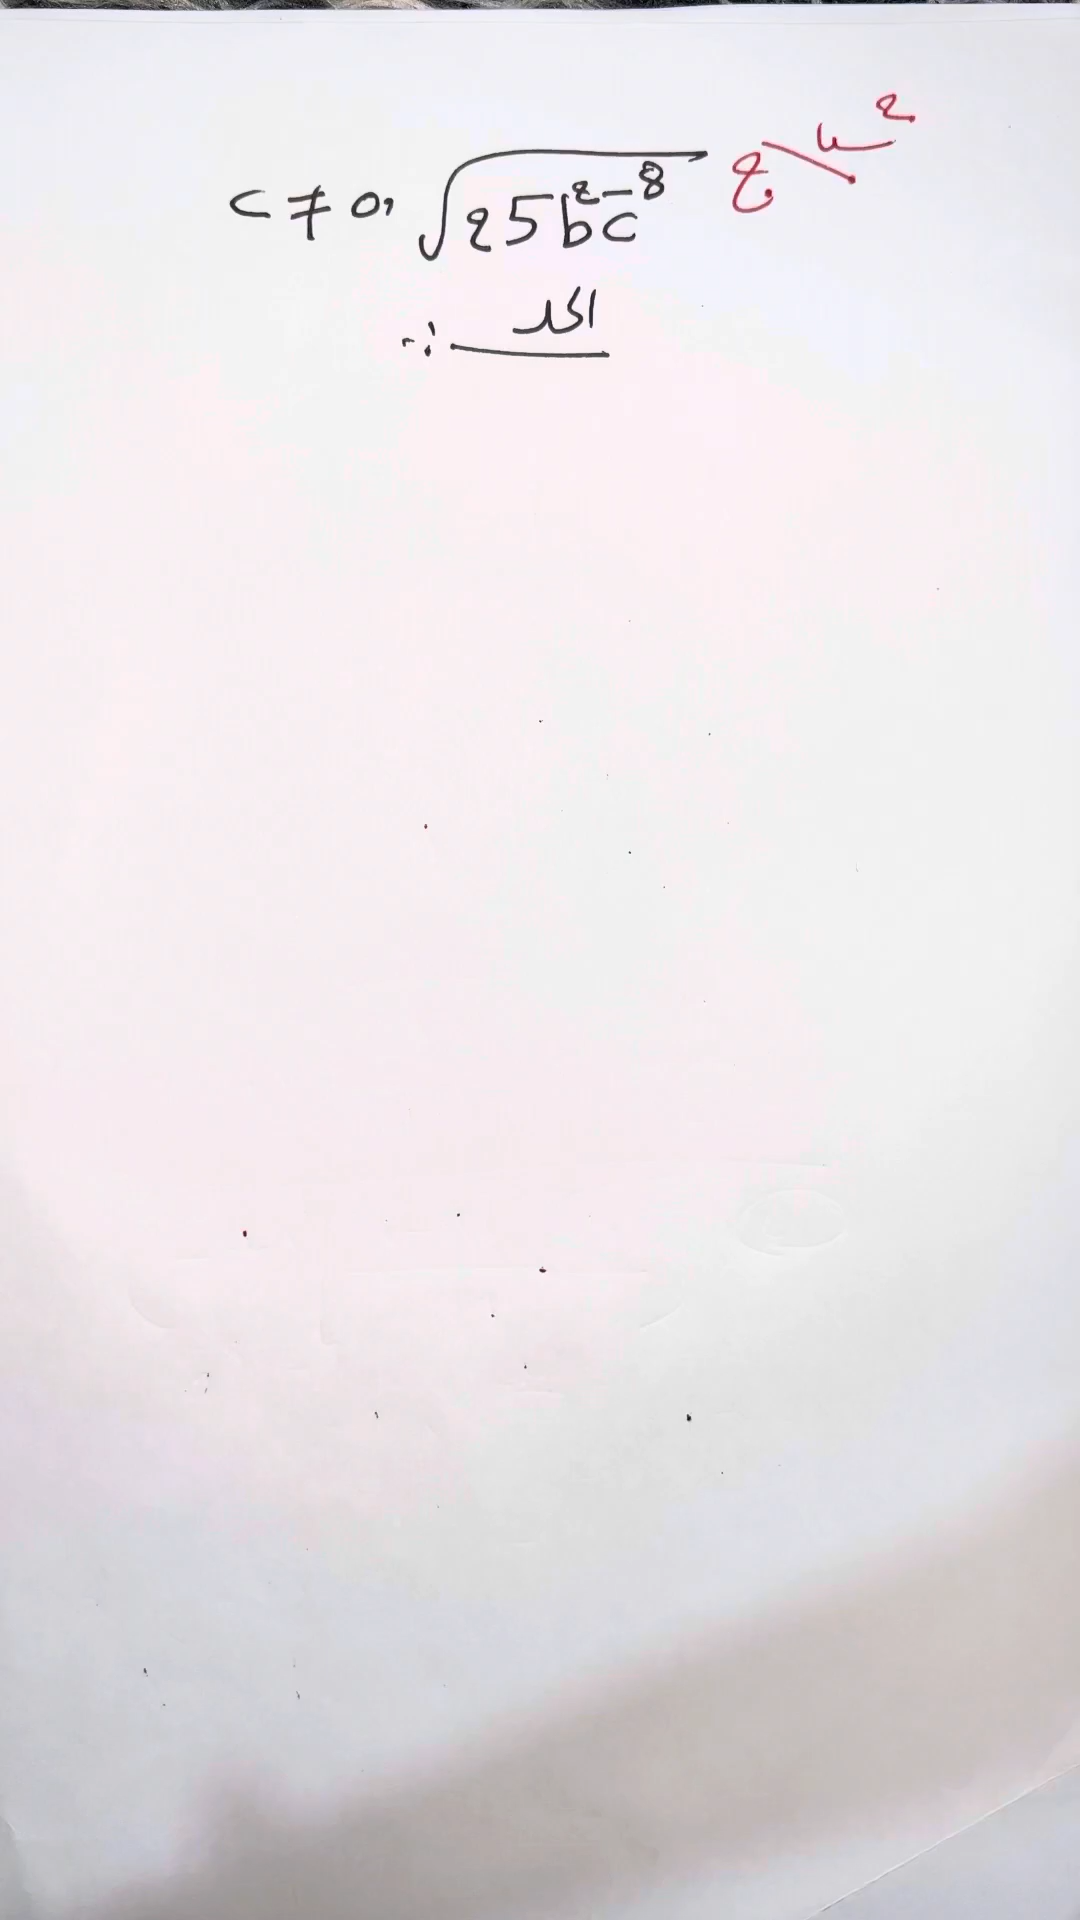 c ≠ 0, √25b²c⁻⁸
الحل :-